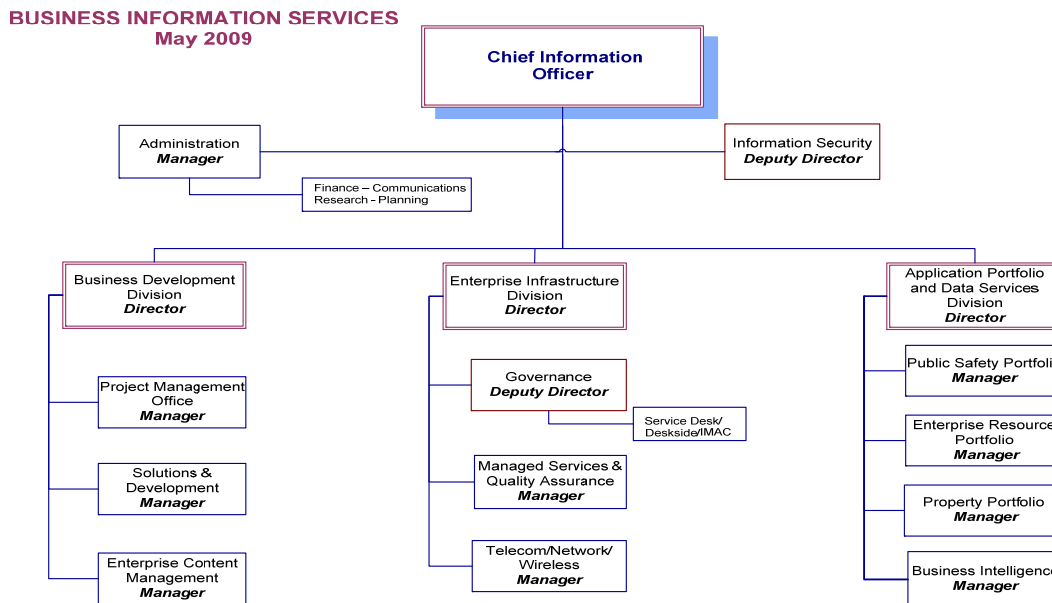 BUSINESS INFORMATION SERVICES
May 2009
Chief Information
Officer
Administration
Manager
Information Security
Deputy Director
Finance – Communications
Research - Planning
Business Development
Division
Director
Enterprise Infrastructure
Division
Director
Application Portfolio
and Data Services
Division
Director
Project Management
Office
Manager
Solutions &
Development
Manager
Enterprise Content
Management
Manager
Governance
Deputy Director
Service Desk/
Deskside/IMAC
Managed Services &
Quality Assurance
Manager
Telecom/Network/
Wireless
Manager
Public Safety Portfoli
Manager
Enterprise Resource
Portfolio
Manager
Property Portfolio
Manager
Business Intelligence
Manager